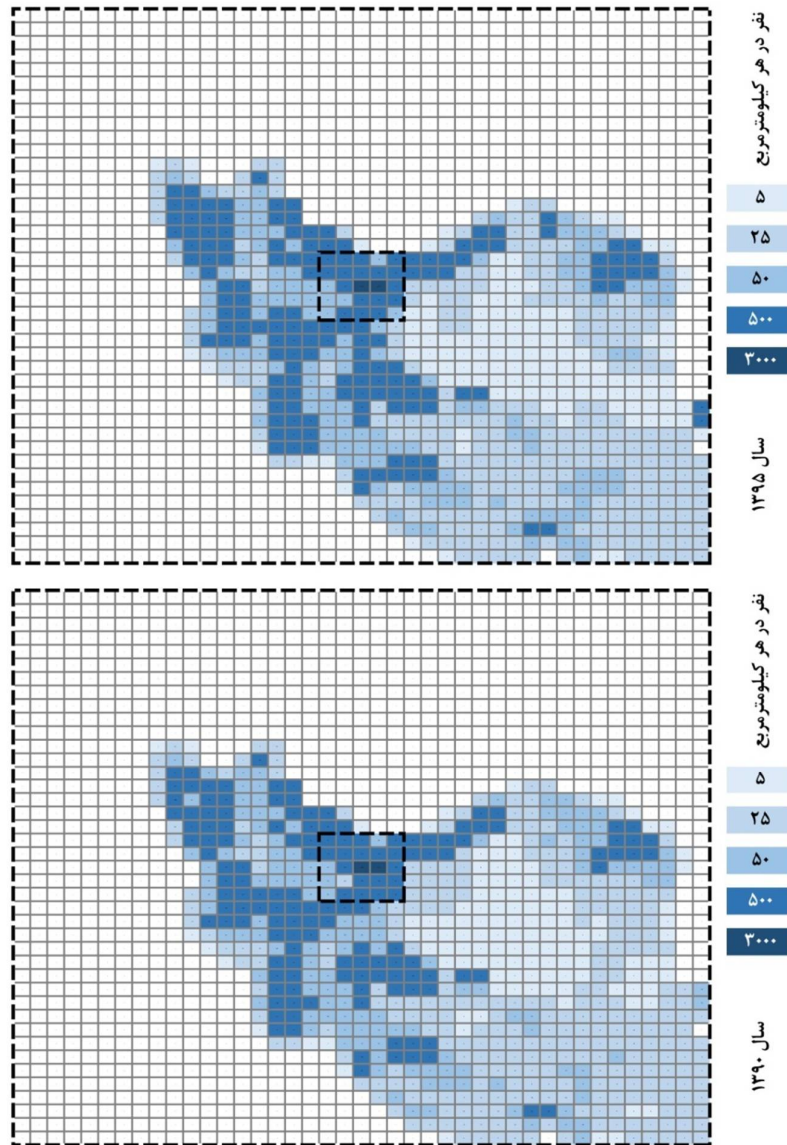 نفر در هر کیلومترمربع
۵
۲۵
۵۰
۵۰۰
۳۰۰۰
سال ۱۳۹۵
نفر در هر کیلومترمربع
۵
۲۵
۵۰
۵۰۰
۳۰۰۰
سال ۱۳۹۰